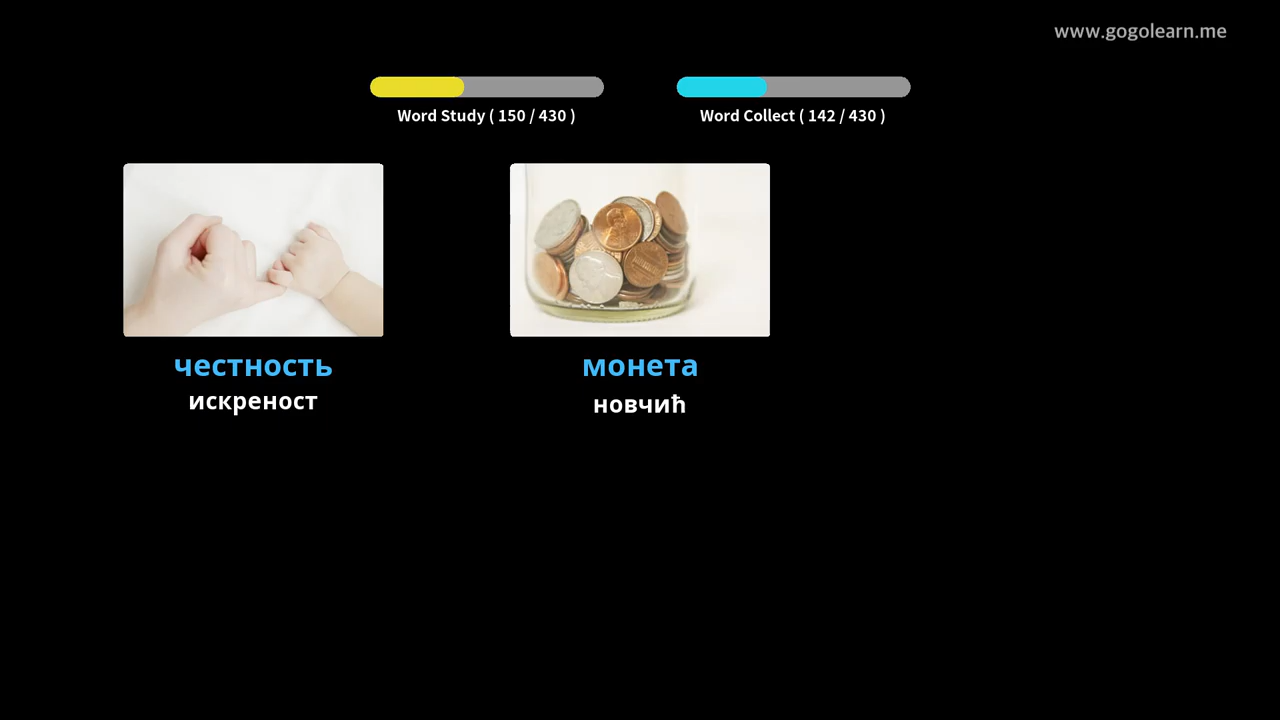 www.gogolearn.me
Word Study ( 150 / 430 )
Word Collect ( 142 / 430 )
честность
искреност
монета
новчић